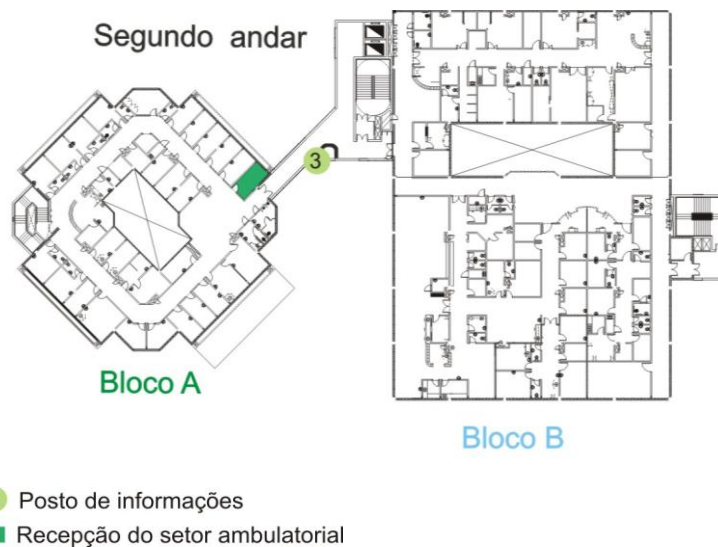 Segundo andar
3
Bloco A
Bloco B
Posto de informações
Recepção do setor ambulatorial